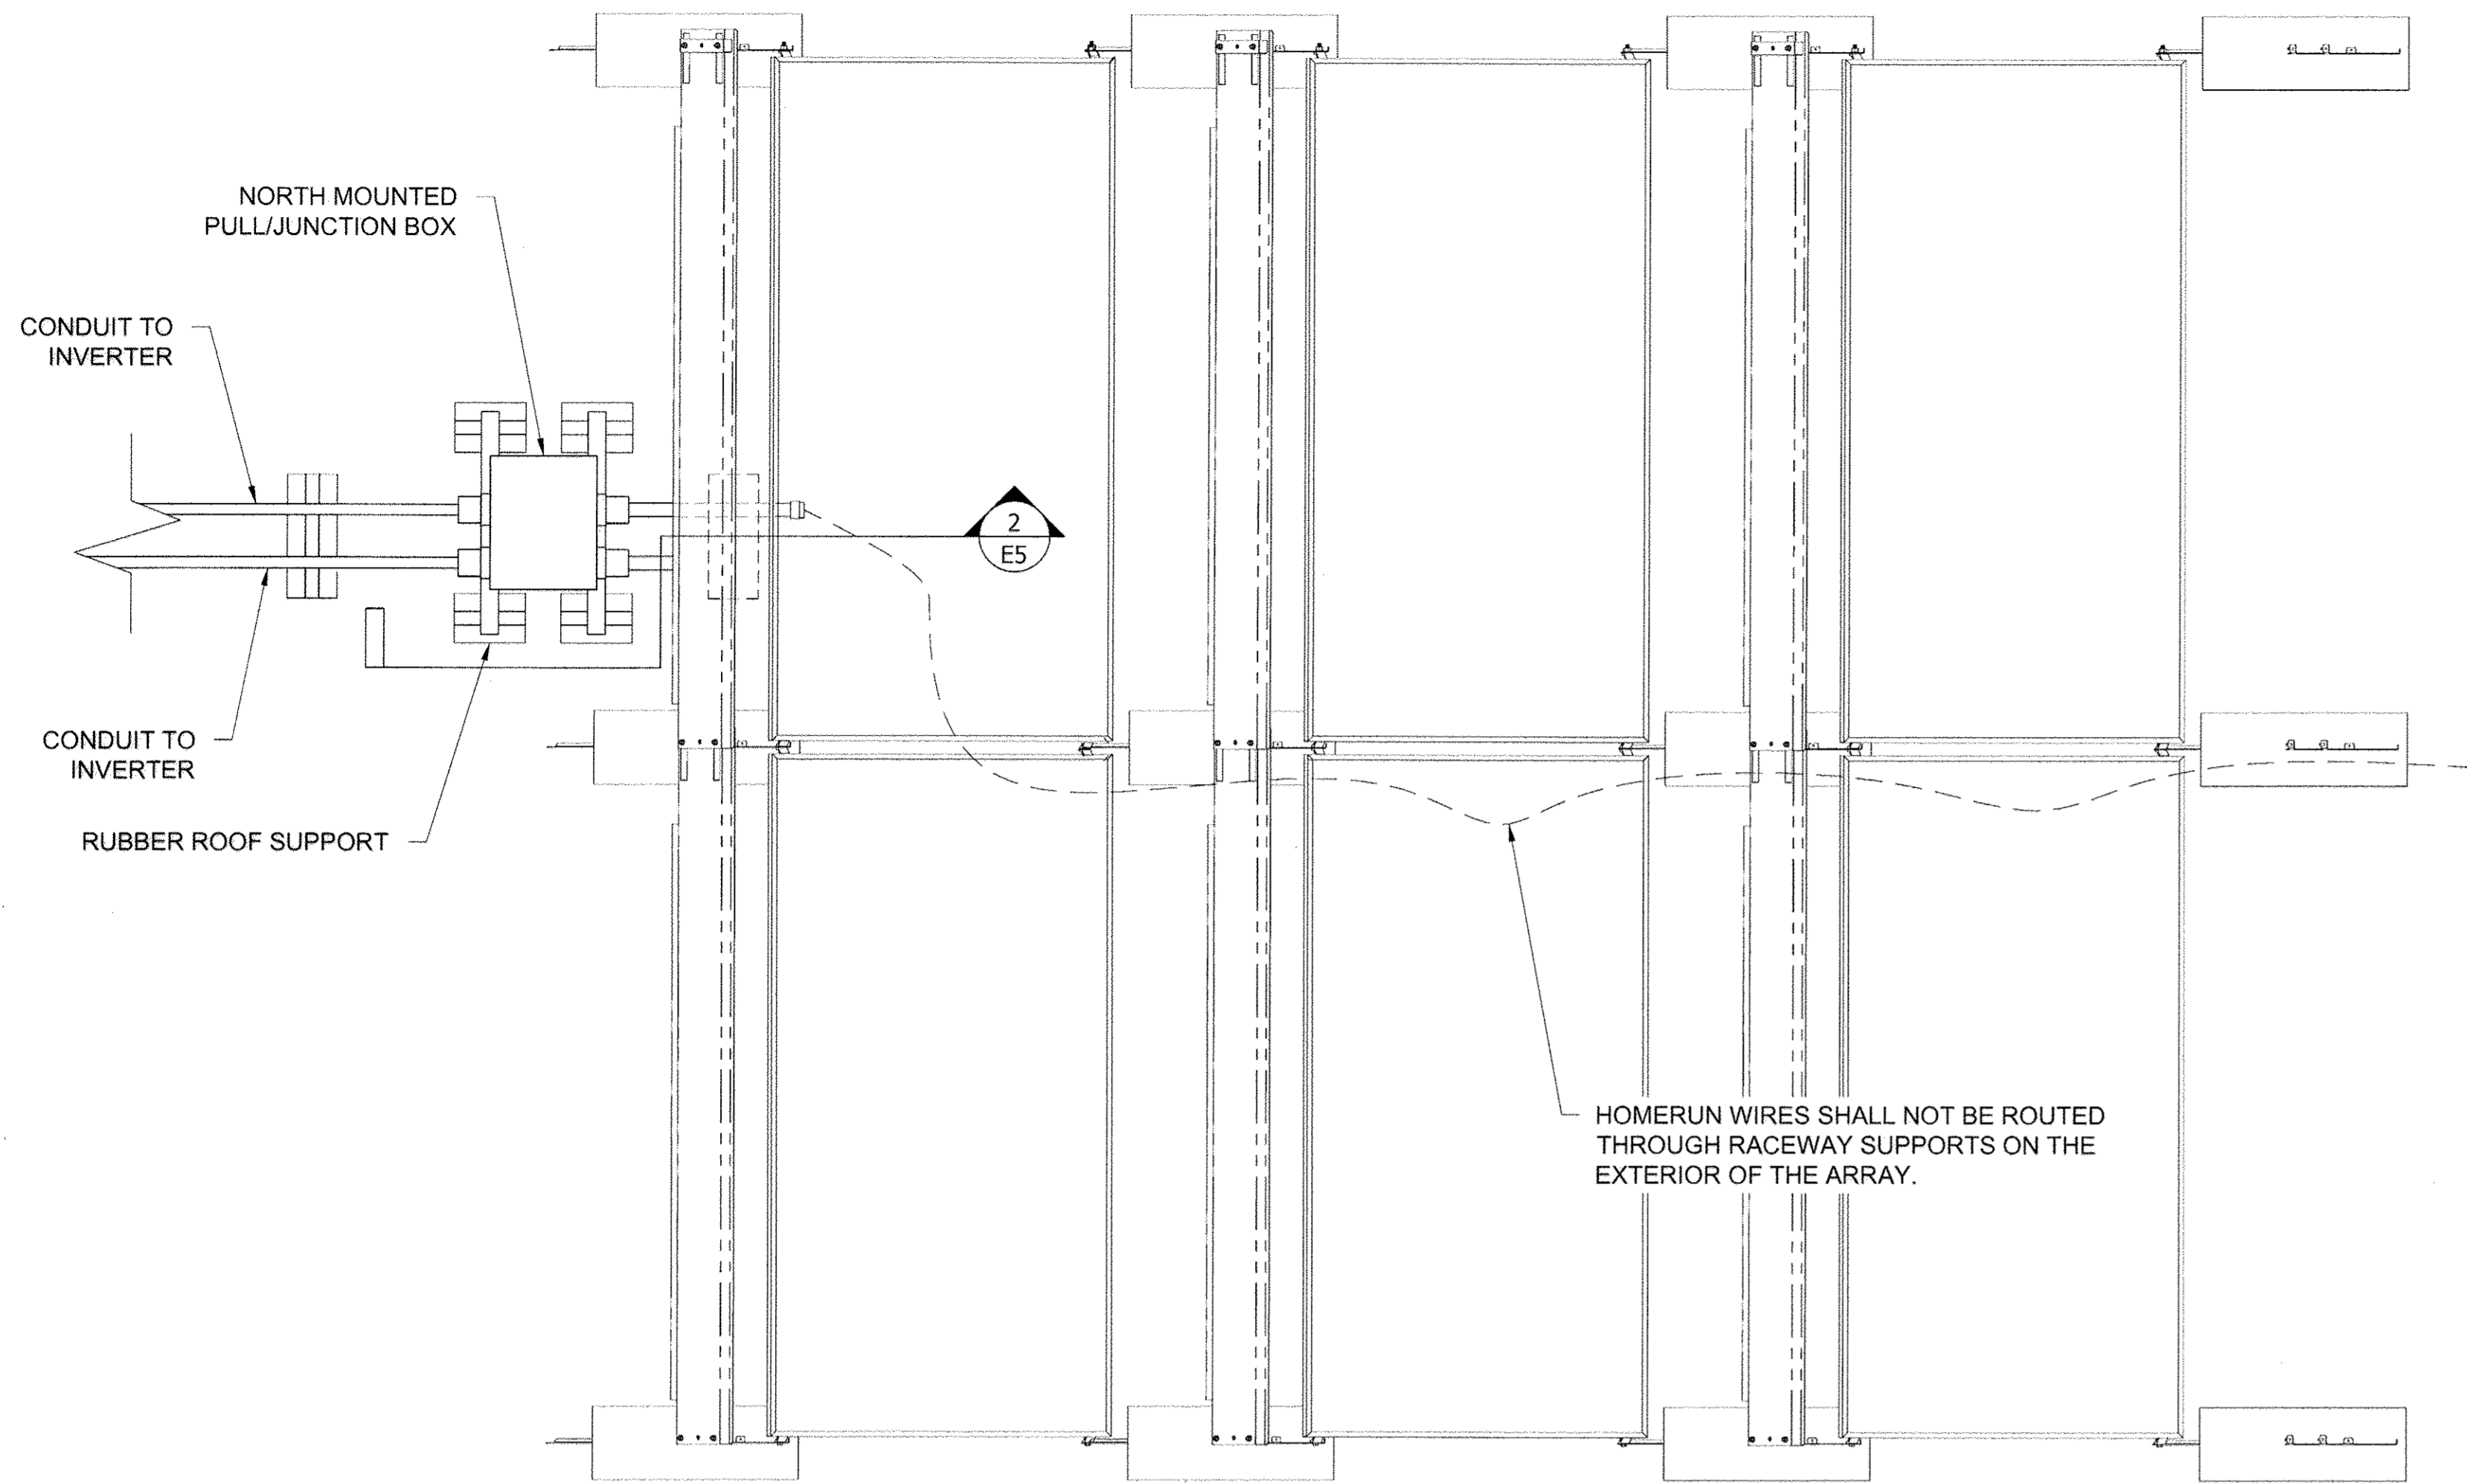 NORTH MOUNTED
PULL/JUNCTION BOX
CONDUIT TO
INVERTER
2
E5
CONDUIT TO
INVERTER
RUBBER ROOF SUPPORT
HOMERUN WIRES SHALL NOT BE ROUTED
THROUGH RACEWAY SUPPORTS ON THE
EXTERIOR OF THE ARRAY.